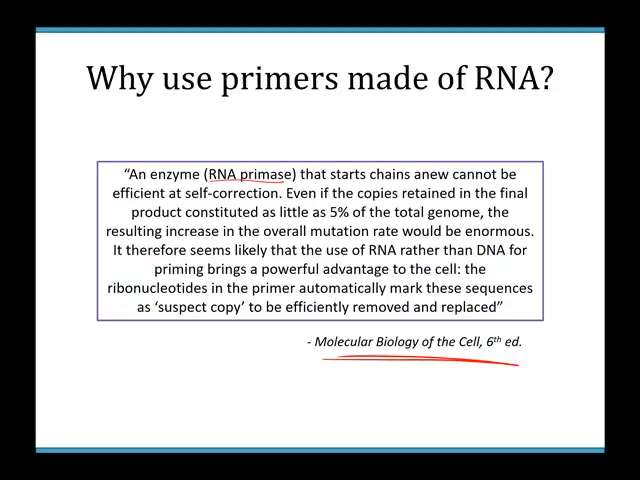 Why use primers made of RNA?
“An enzyme (RNA primase) that starts chains anew cannot be
efficient at self-correction. Even if the copies retained in the final
product constituted as little as 5% of the total genome, the
resulting increase in the overall mutation rate would be enormous.
It therefore seems likely that the use of RNA rather than DNA for
priming brings a powerful advantage to the cell: the
ribonucleotides in the primer automatically mark these sequences
as ‘suspect copy’ to be efficiently removed and replaced”
- Molecular Biology of the Cell, 6th ed.